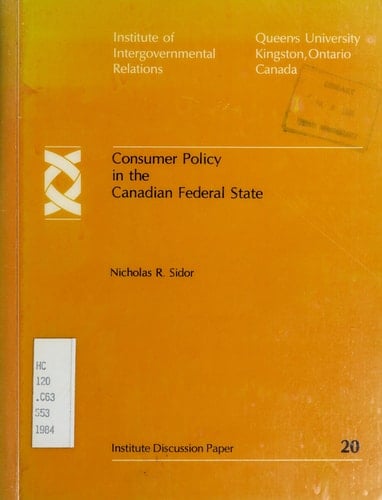 Institute of
Intergovernmental
Relations
Queens University
Kingston, Ontario
Canada
Consumer Policy
in the
Canadian Federal State
Nicholas R. Sidor
HC
120
.C63
S53
1984
Institute Discussion Paper
20